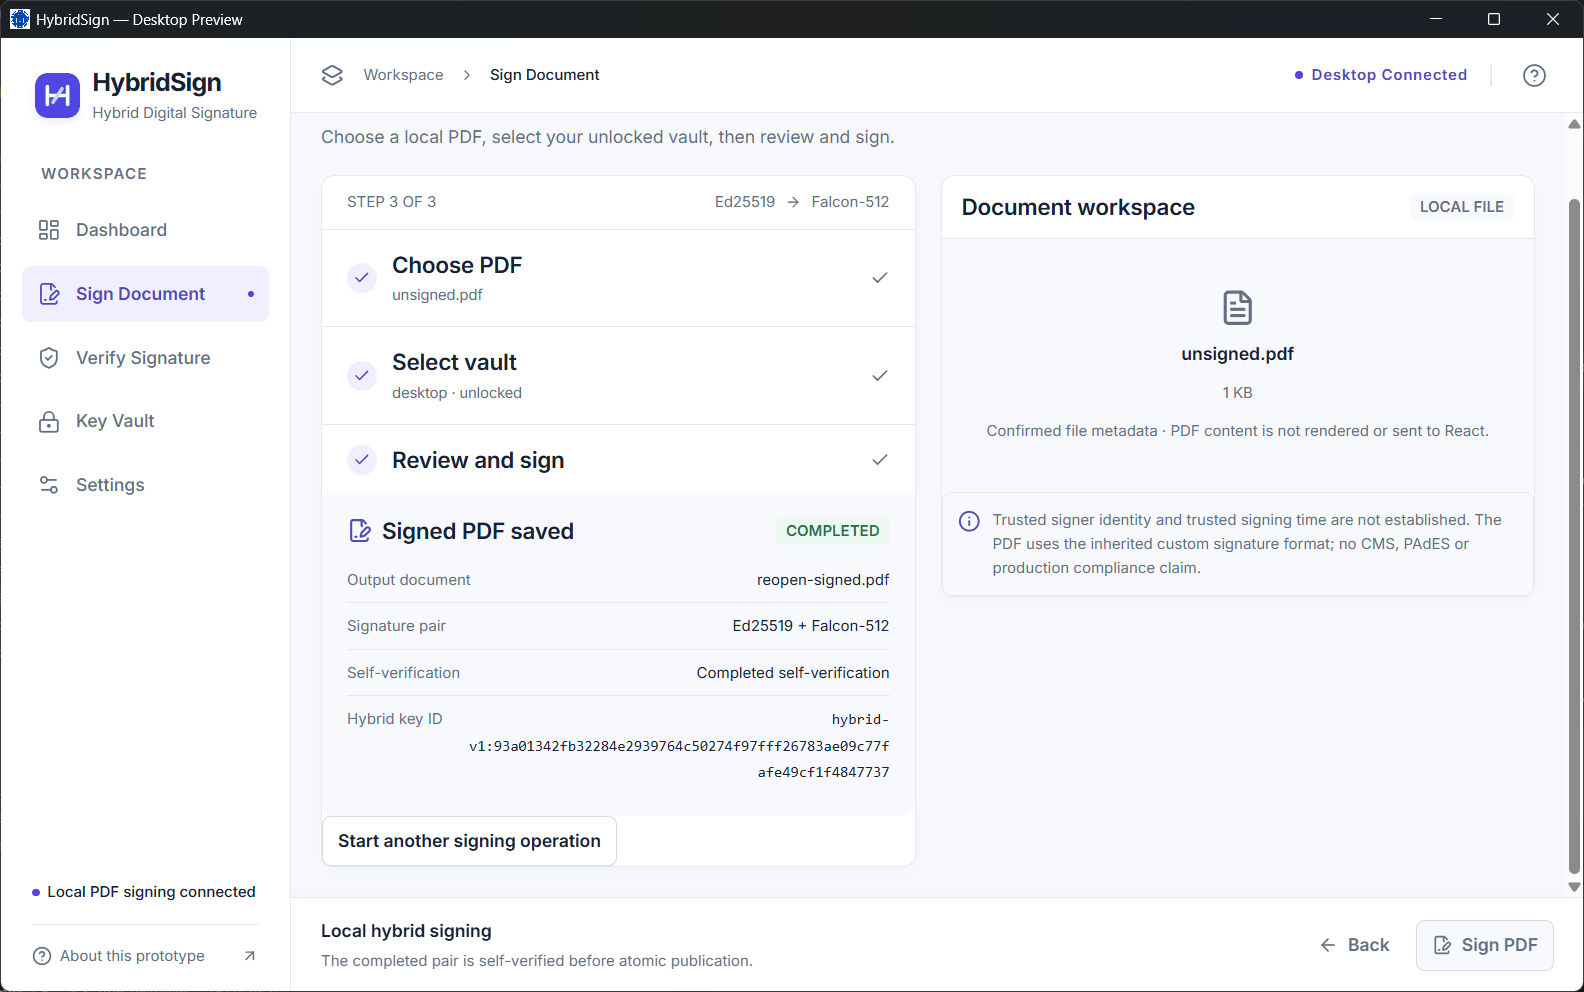 HybridSign — Desktop Preview
HybridSign
Hybrid Digital Signature
WORKSPACE
Dashboard
Sign Document
Verify Signature
Key Vault
Settings
Local PDF signing connected
About this prototype
Workspace
Sign Document
Desktop Connected
Choose a local PDF, select your unlocked vault, then review and sign.
STEP 3 OF 3
Ed25519 → Falcon-512
Choose PDF
unsigned.pdf
Select vault
desktop · unlocked
Review and sign
Signed PDF saved
COMPLETED
Output document
reopen-signed.pdf
Signature pair
Ed25519 + Falcon-512
Self-verification
Completed self-verification
Hybrid key ID
hybrid-
v1:93a01342fb32284e2939764c50274f97fff26783ae09c77f
afe49cf1f4847737
Start another signing operation
Document workspace
LOCAL FILE
unsigned.pdf
1 KB
Confirmed file metadata · PDF content is not rendered or sent to React.
Trusted signer identity and trusted signing time are not established. The
PDF uses the inherited custom signature format; no CMS, PAdES or
production compliance claim.
Local hybrid signing
The completed pair is self-verified before atomic publication.
Back
Sign PDF